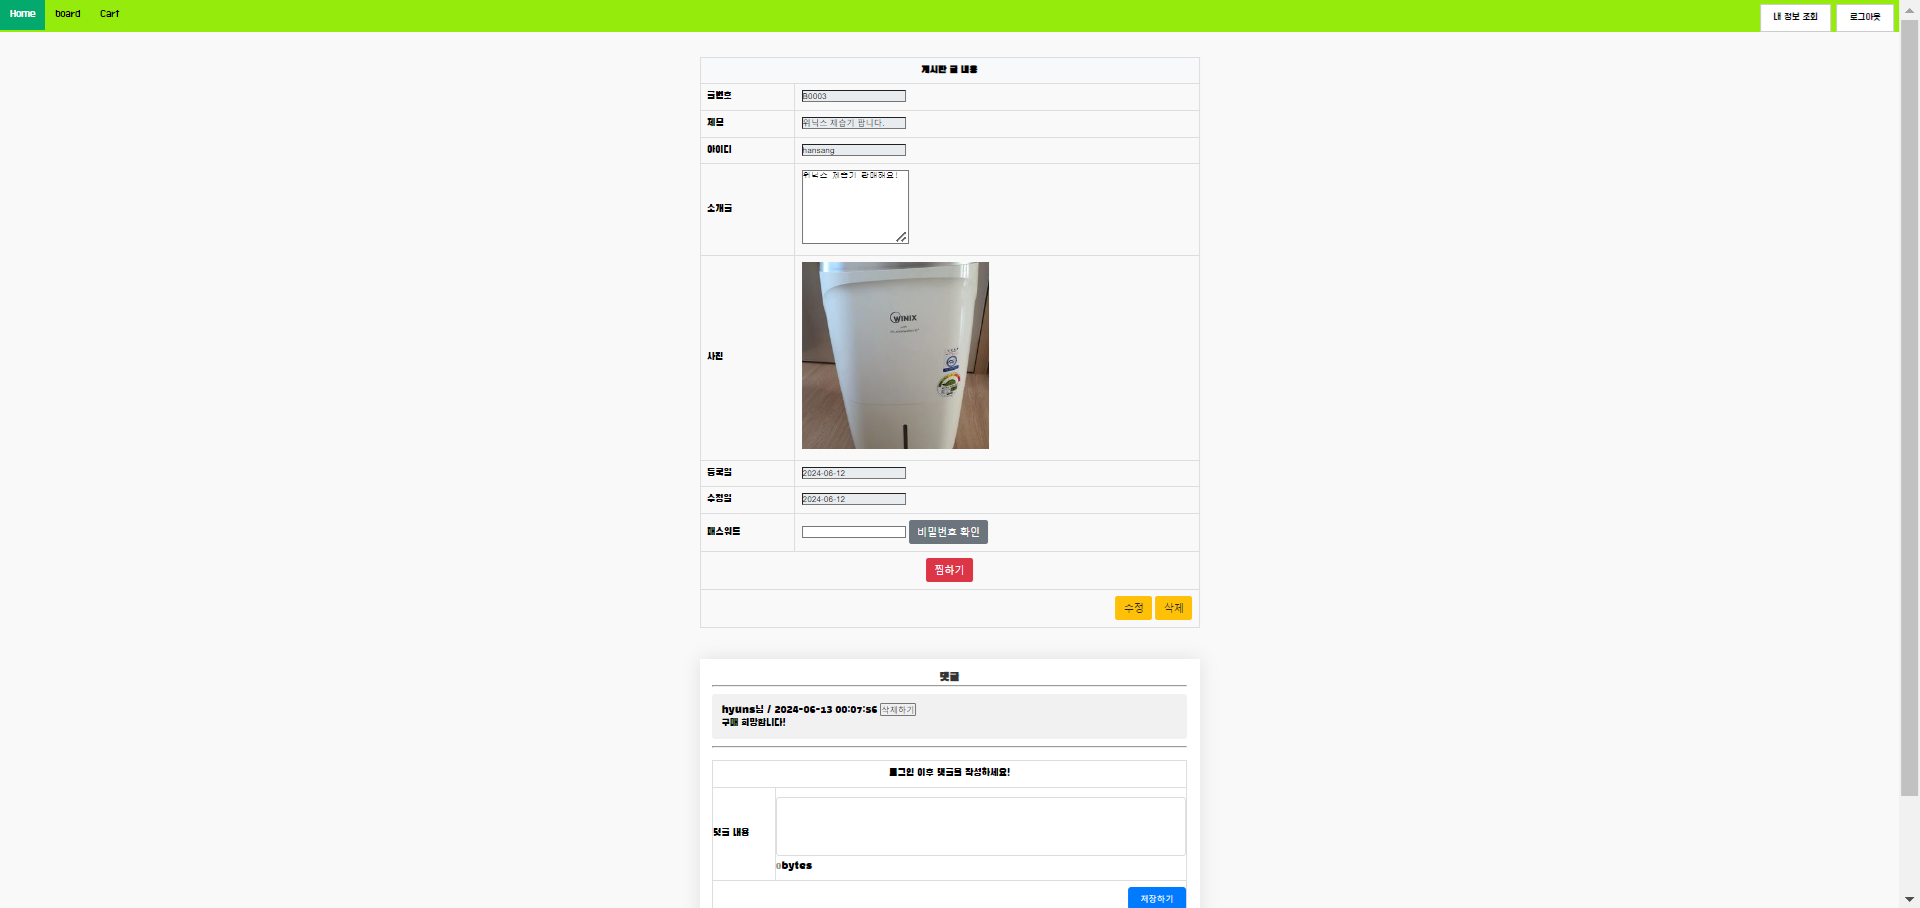 Home board Cart 내 정보 조회 로그아웃
게시판 글 내용
글번호 B0003
제목 위닉스 제습기 팝니다.
아이디 hansang
소개글 위닉스 제습기 판매해요!
사진
WINIX
등록일 2024-06-12
수정일 2024-06-12
패스워드 비밀번호 확인
찜하기
수정 삭제
댓글
hyuns님 / 2024-06-13 00:07:56 삭제하기
구매 희망합니다!
로그인 이후 댓글을 작성하세요!
댓글 내용
0bytes
저장하기